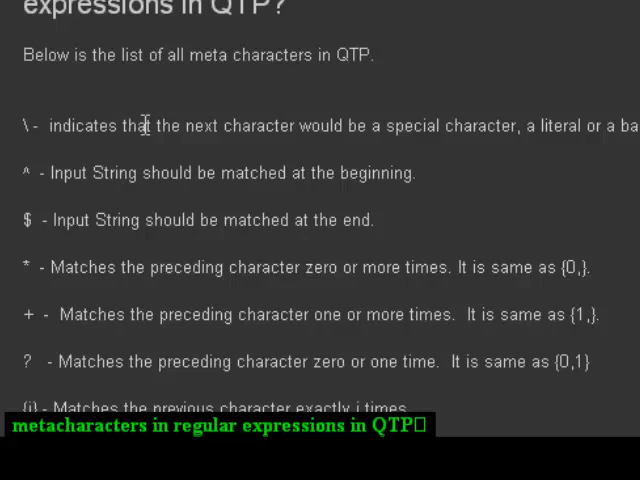 expressions in QTP?
Below is the list of all meta characters in QTP.
\ - indicates that the next character would be a special character, a literal or a ba
^ - Input String should be matched at the beginning.
$ - Input String should be matched at the end.
* - Matches the preceding character zero or more times. It is same as {0,}.
+ - Matches the preceding character one or more times. It is same as {1,}.
? - Matches the preceding character zero or one time. It is same as {0,1}
{i} - Matches the previous character exactly i times
metacharacters in regular expressions in QTP